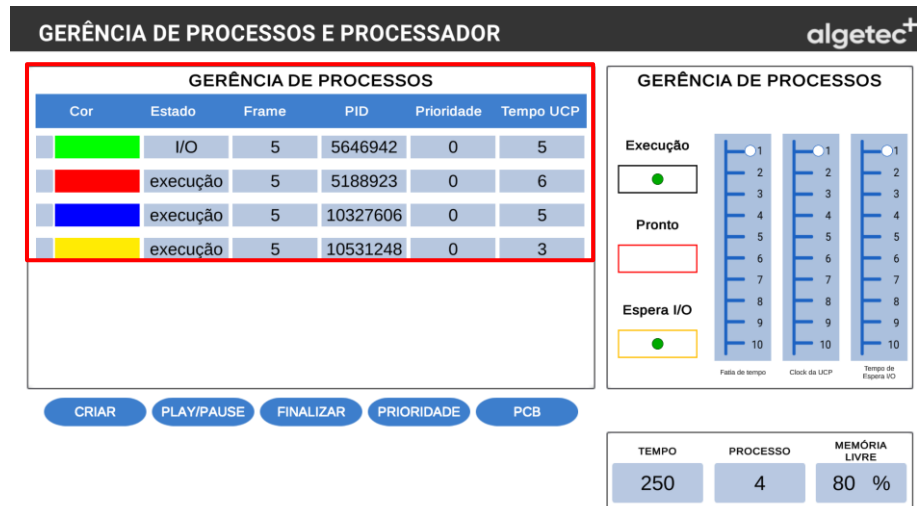 GERÊNCIA DE PROCESSOS E PROCESSADOR
algetec+
GERÊNCIA DE PROCESSOS
Cor Estado Frame PID Prioridade Tempo UCP
I/O 5 5646942 0 5
execução 5 5188923 0 6
execução 5 10327606 0 5
execução 5 10531248 0 3
CRIAR PLAY/PAUSE FINALIZAR PRIORIDADE PCB
GERÊNCIA DE PROCESSOS
Execução
Pronto
Espera I/O
1 1 1
2 2 2
3 3 3
4 4 4
5 5 5
6 6 6
7 7 7
8 8 8
9 9 9
10 10 10
Fatia de tempo Clock da UCP Tempo de
Espera I/O
TEMPO PROCESSO MEMÓRIA
LIVRE
250 4 80 %